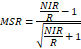 MSR = (NIR/R - 1) / √(NIR/R + 1)